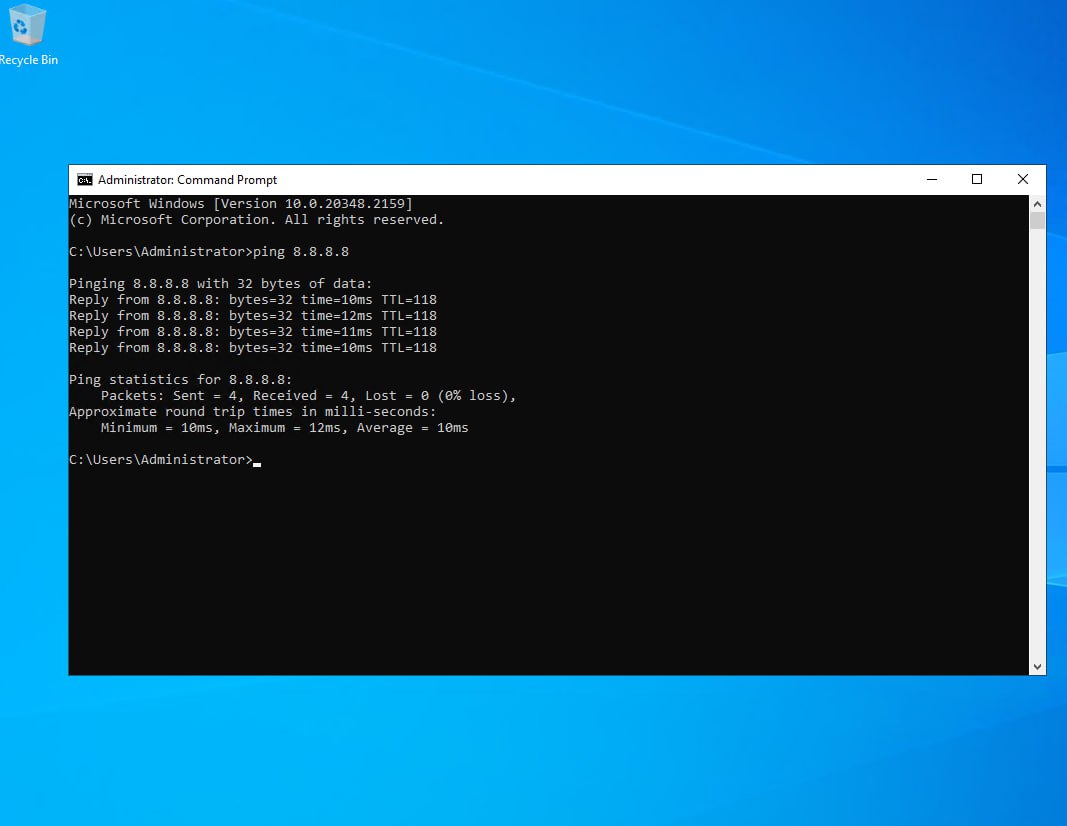 Recycle Bin
Administrator: Command Prompt
Microsoft Windows [Version 10.0.20348.2159]
(c) Microsoft Corporation. All rights reserved.
C:\Users\Administrator>ping 8.8.8.8
Pinging 8.8.8.8 with 32 bytes of data:
Reply from 8.8.8.8: bytes=32 time=10ms TTL=118
Reply from 8.8.8.8: bytes=32 time=12ms TTL=118
Reply from 8.8.8.8: bytes=32 time=11ms TTL=118
Reply from 8.8.8.8: bytes=32 time=10ms TTL=118
Ping statistics for 8.8.8.8:
    Packets: Sent = 4, Received = 4, Lost = 0 (0% loss),
Approximate round trip times in milli-seconds:
    Minimum = 10ms, Maximum = 12ms, Average = 10ms
C:\Users\Administrator>